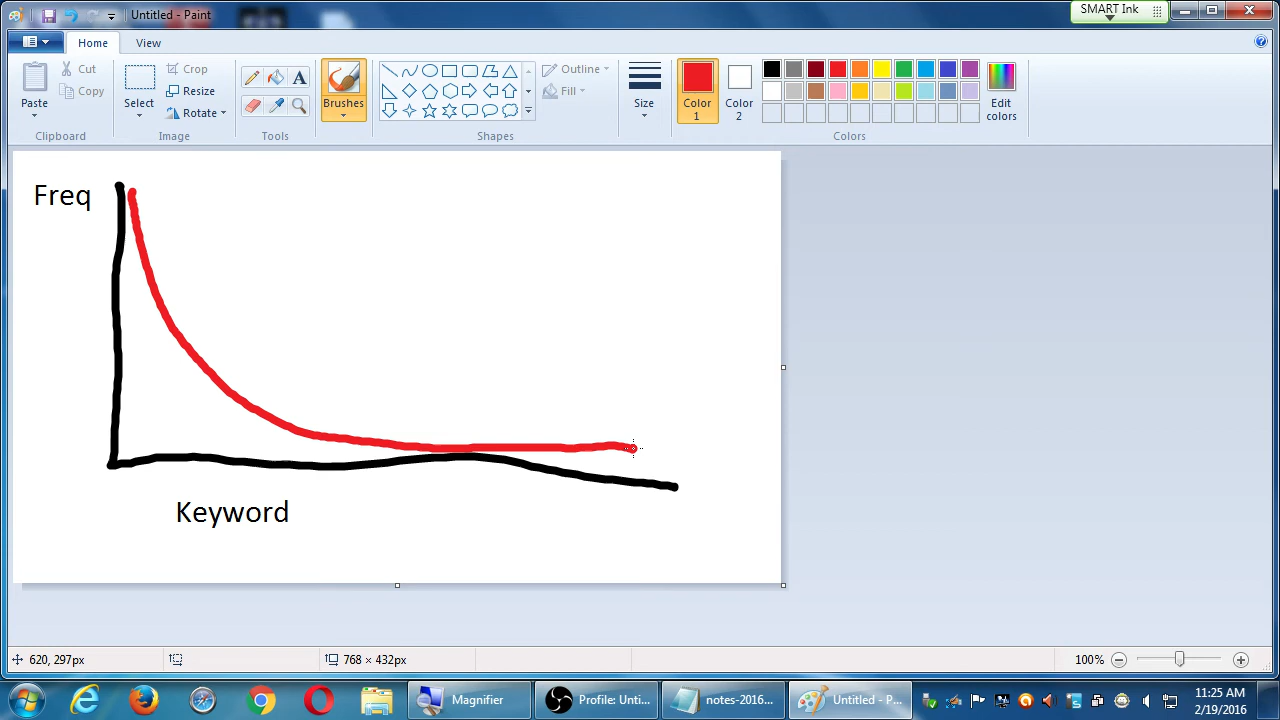 Untitled - Paint
SMART Ink
Home
View
Paste
Cut
Copy
Clipboard
Select
Crop
Resize
Rotate
Image
A
Tools
Brushes
Shapes
Outline
Fill
Size
Color 1
Color 2
Edit colors
Colors
Freq
Keyword
620, 297px
768 × 432px
100%
Magnifier
Profile: Unti...
notes-2016...
Untitled - P...
11:25 AM
2/19/2016